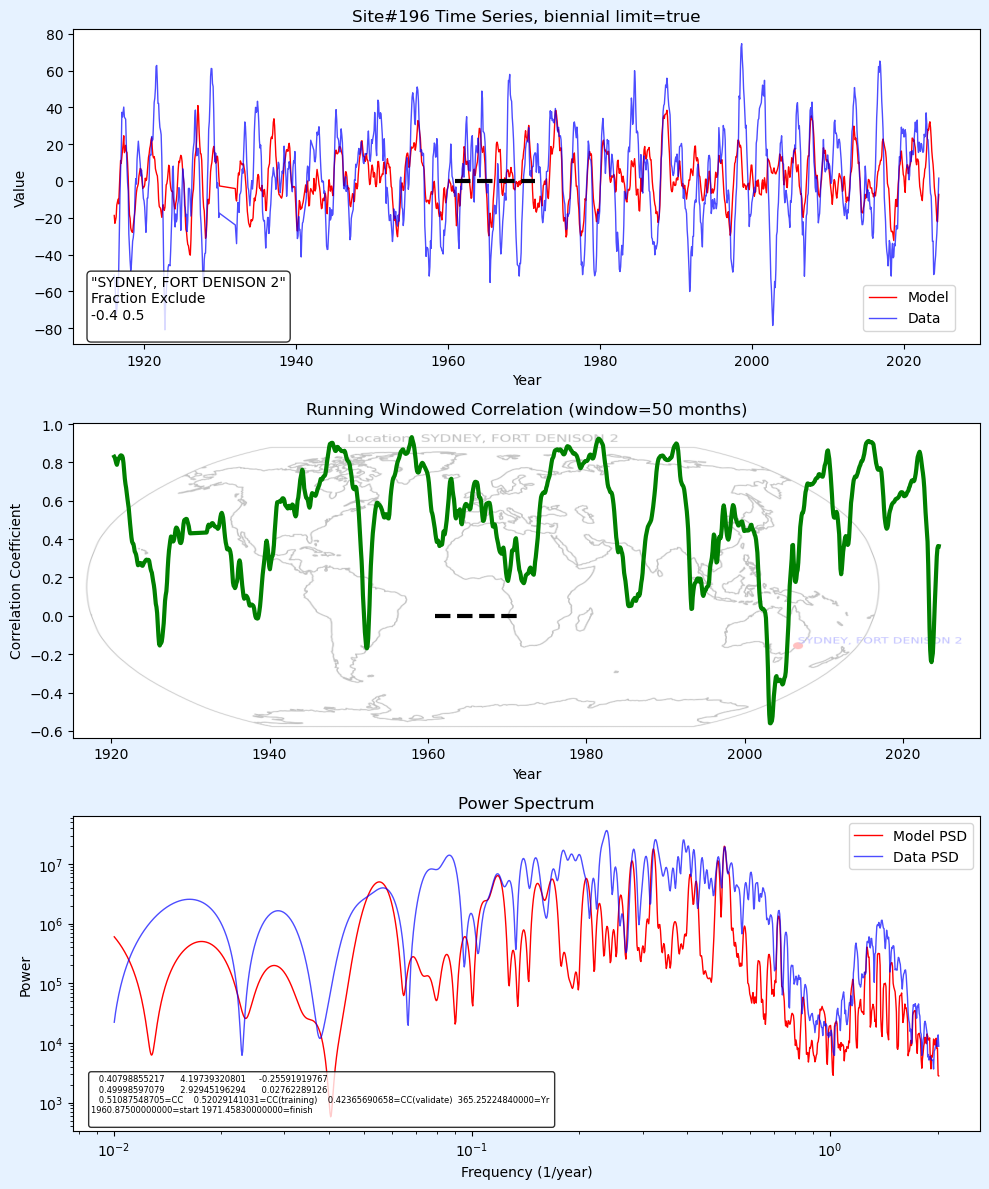 Site#196 Time Series, biennial limit=true
80
60
40
20
0
−20
−40
−60
−80
Value
"SYDNEY, FORT DENISON 2"
Fraction Exclude
-0.4 0.5
Model
Data
1920 1940 1960 1980 2000 2020
Year
Running Windowed Correlation (window=50 months)
Location: SYDNEY, FORT DENISON 2
1.0
0.8
0.6
0.4
0.2
0.0
−0.2
−0.4
−0.6
Correlation Coefficient
SYDNEY, FORT DENISON 2
1920 1940 1960 1980 2000 2020
Year
Power Spectrum
Model PSD
Data PSD
10⁷
10⁶
10⁵
10⁴
10³
Power
0.40798855217 4.19739320801 -0.25591919767
0.49998597079 2.92945196294 0.02762289126
0.51087548705=CC 0.52029141031=CC(training) 0.42365690658=CC(validate) 365.25224840000=Yr
1960.87500000000=start 1971.45830000000=finish
10⁻² 10⁻¹ 10⁰
Frequency (1/year)